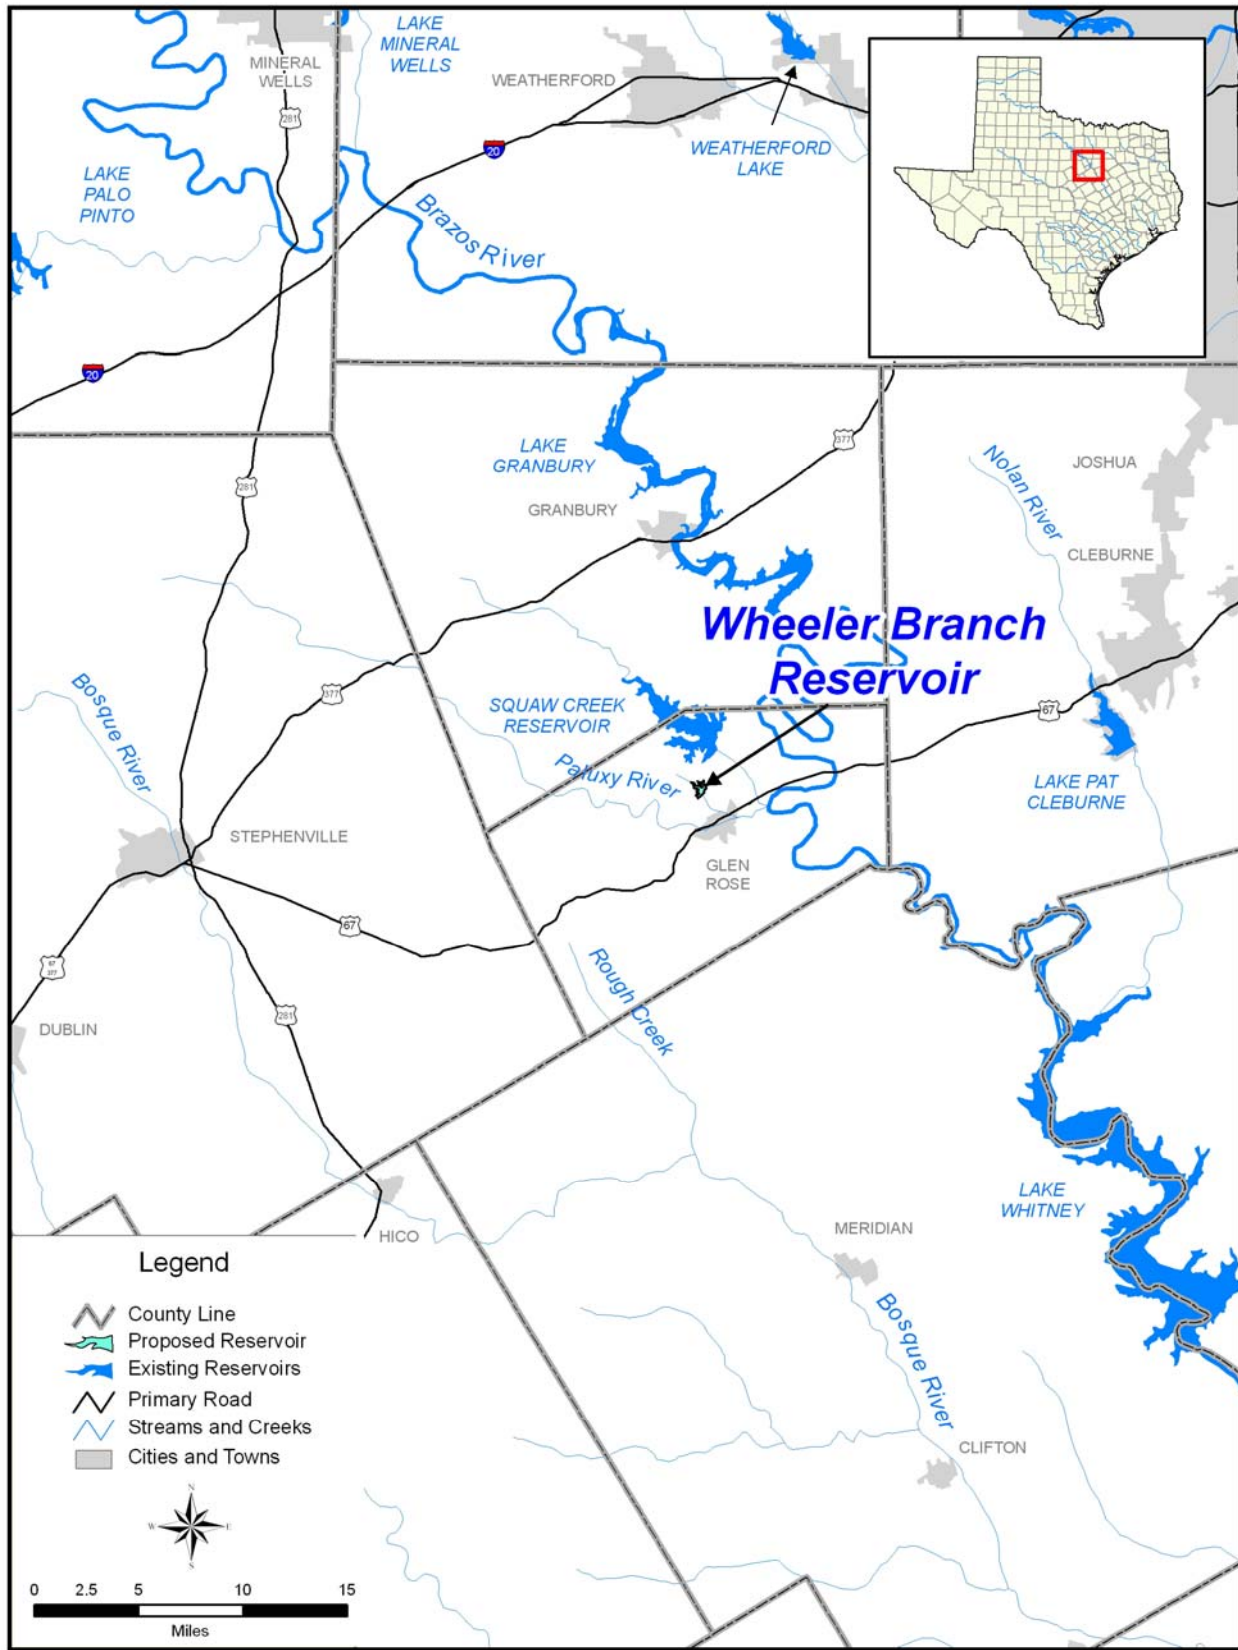 LAKE
MINERAL
WELLS
MINERAL
WELLS
WEATHERFORD
281
20
WEATHERFORD
LAKE
LAKE
PALO
PINTO
Brazos River
20
LAKE
GRANBURY
377
Nolan River
JOSHUA
281
GRANBURY
CLEBURNE
Wheeler Branch
Reservoir
Bosque River
377
SQUAW CREEK
RESERVOIR
67
Paluxy River
LAKE PAT
CLEBURNE
STEPHENVILLE
GLEN
ROSE
67
67
377
Rough Creek
281
DUBLIN
LAKE
WHITNEY
HICO
MERIDIAN
Bosque River
CLIFTON
Legend
County Line
Proposed Reservoir
Existing Reservoirs
Primary Road
Streams and Creeks
Cities and Towns
N
W E
S
0 2.5 5 10 15
Miles